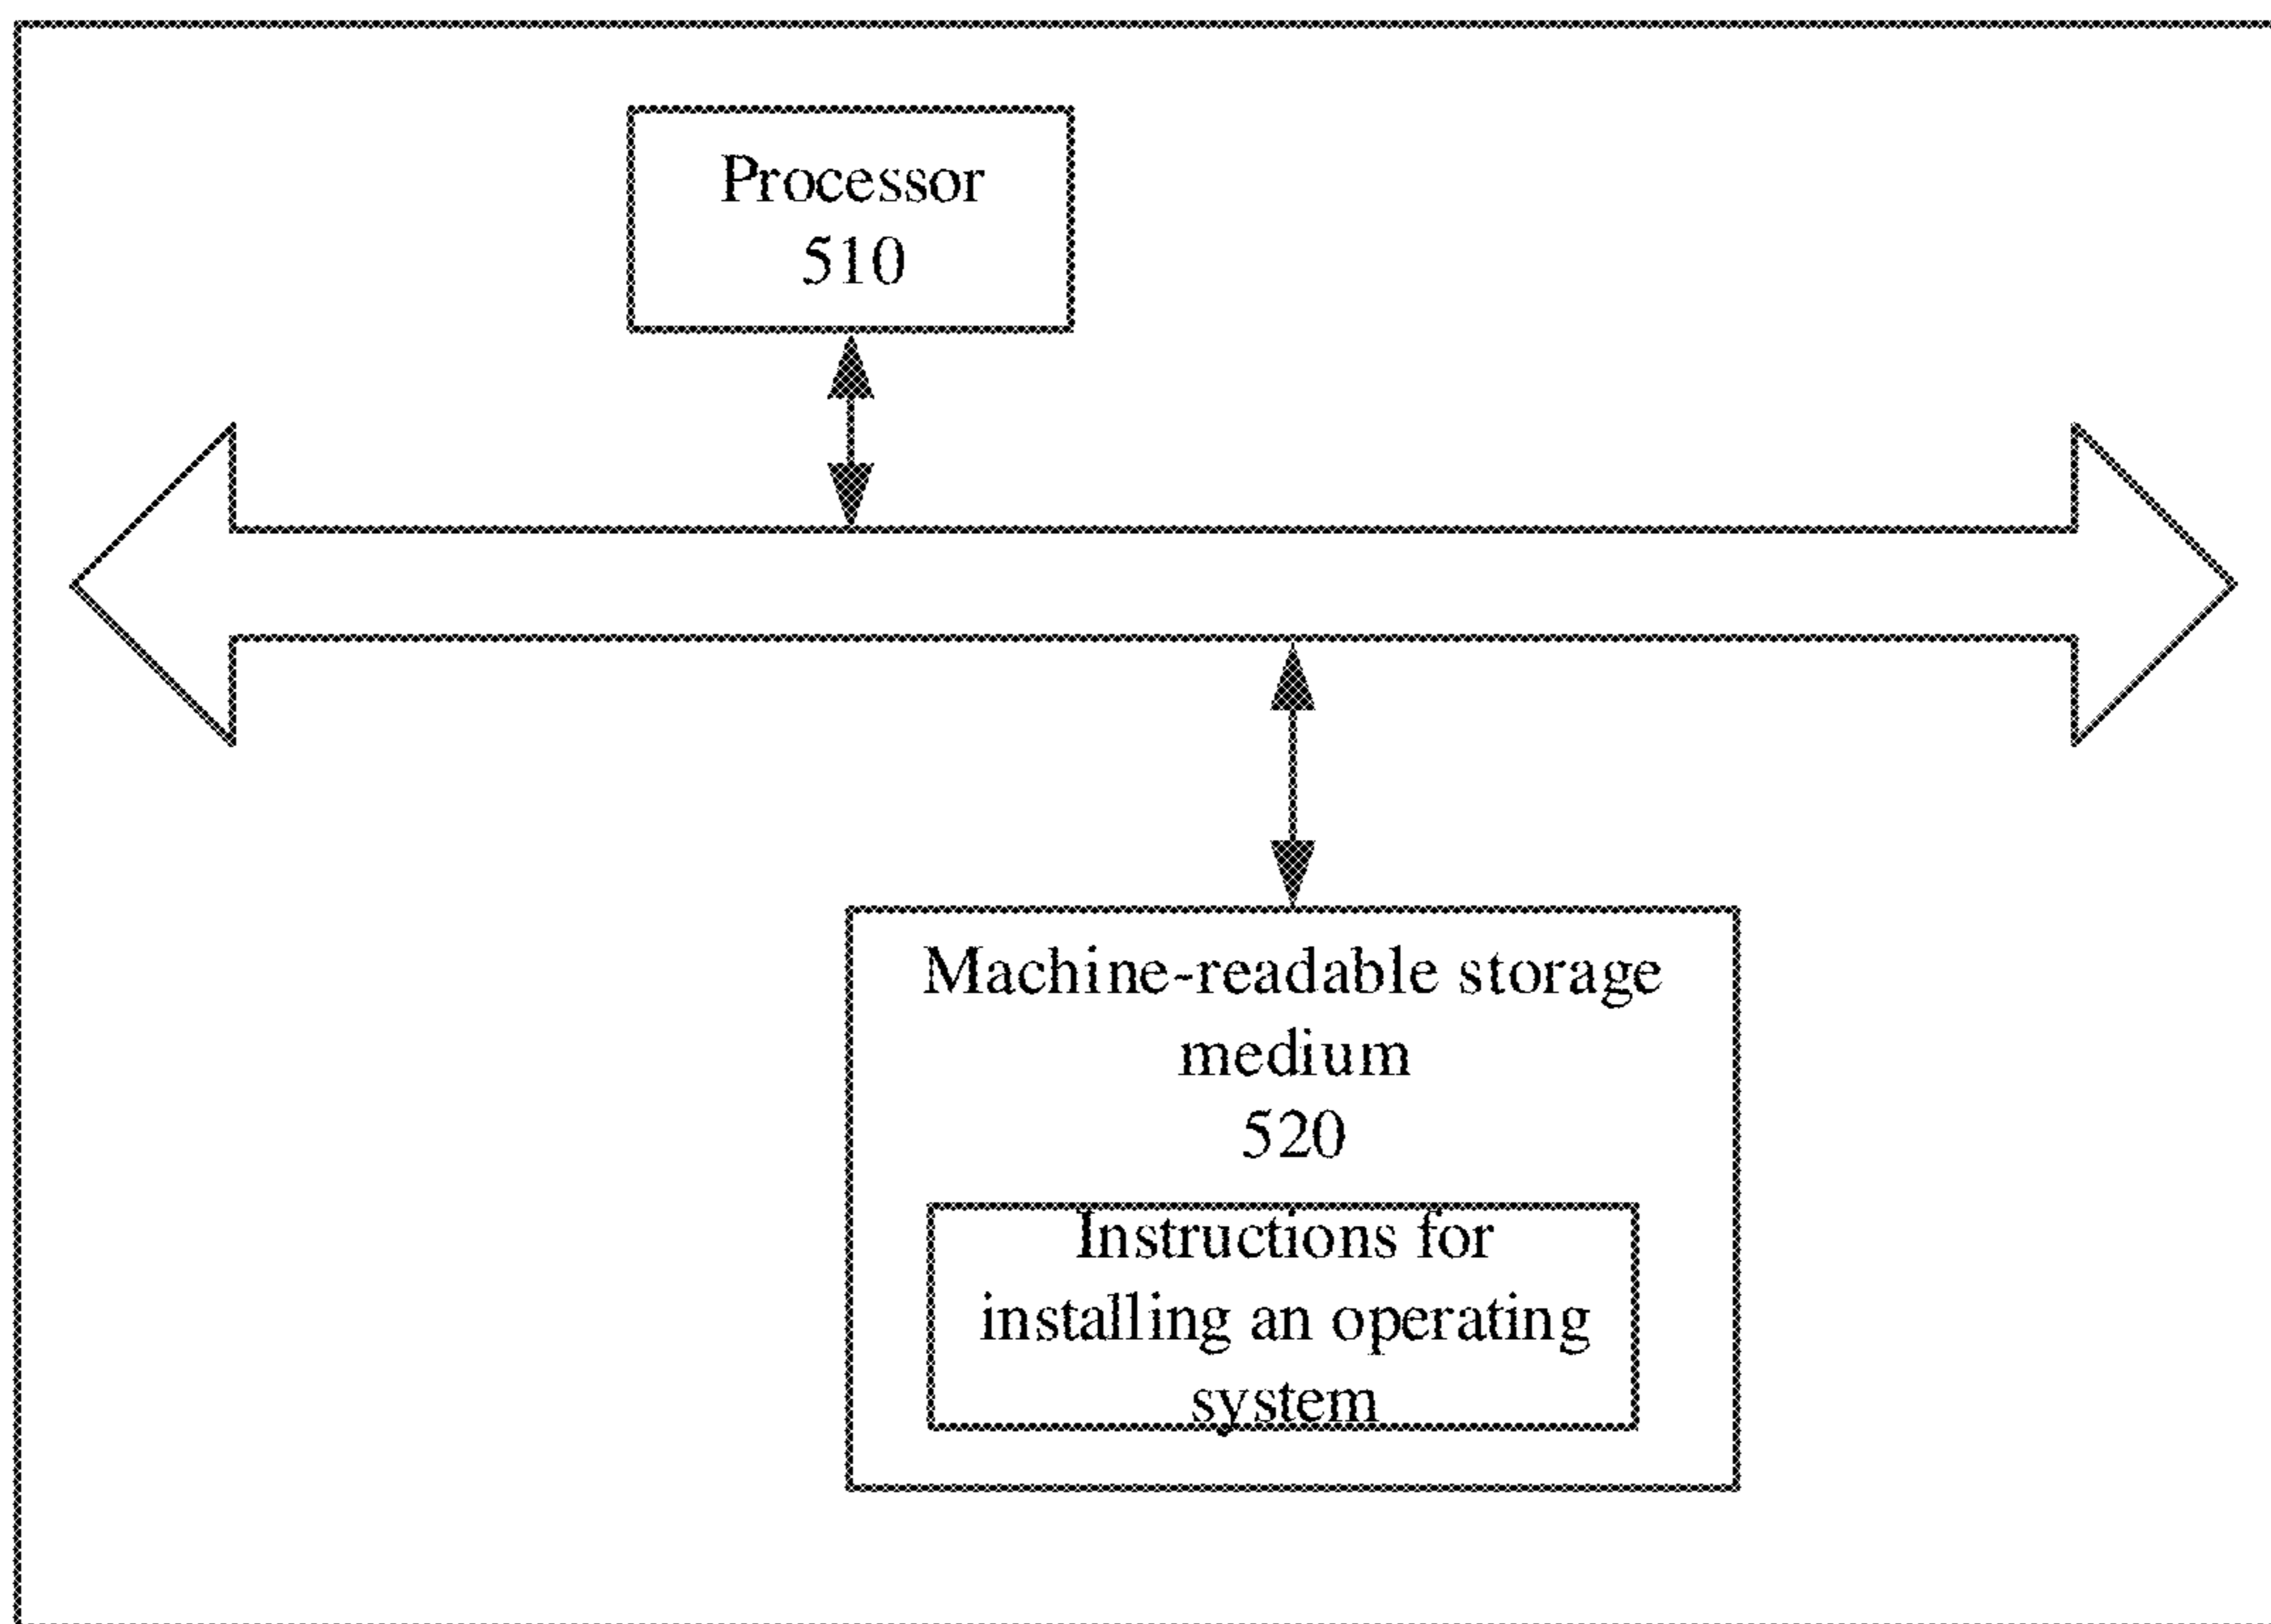 Processor
510
Machine-readable storage
medium
520
Instructions for
installing an operating
system